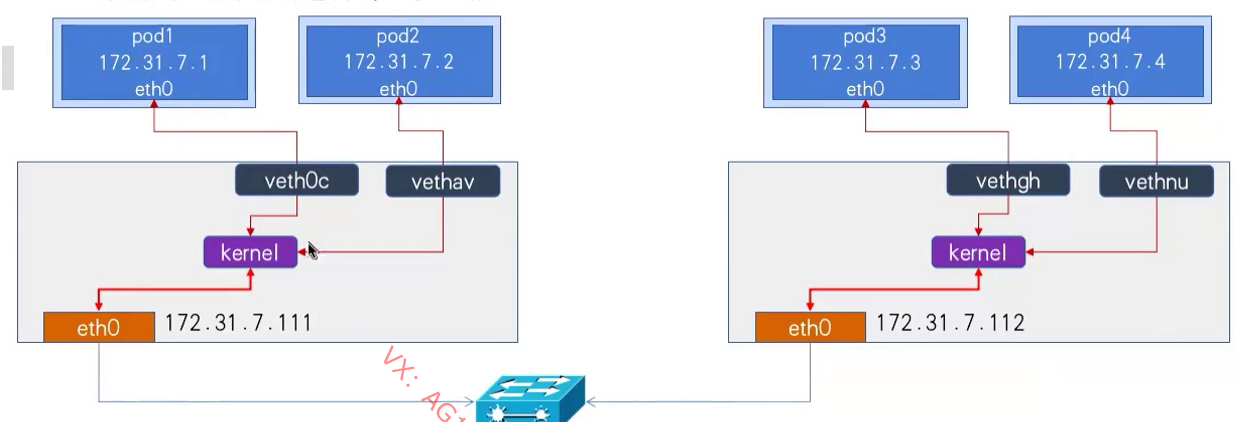 pod1
172.31.7.1
eth0
pod2
172.31.7.2
eth0
pod3
172.31.7.3
eth0
pod4
172.31.7.4
eth0
veth0c
vethav
vethgh
vethnu
kernel
kernel
eth0
172.31.7.111
eth0
172.31.7.112
VX: